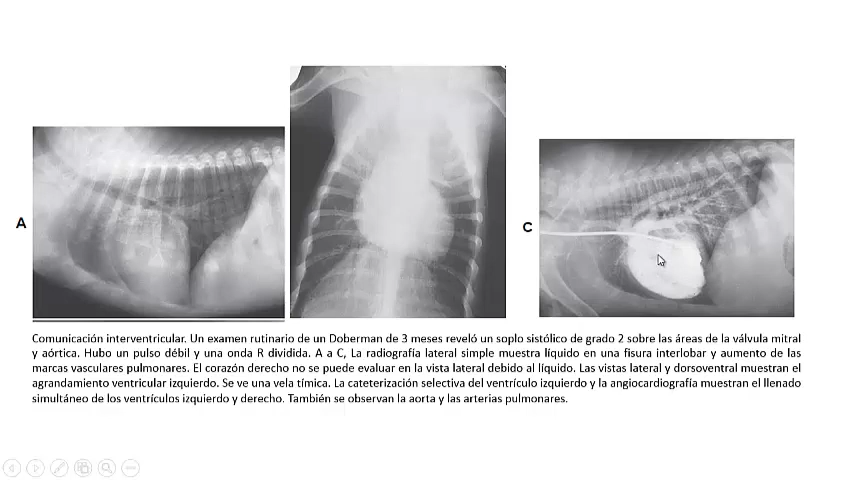 A
C
Comunicación interventricular. Un examen rutinario de un Doberman de 3 meses reveló un soplo sistólico de grado 2 sobre las áreas de la válvula mitral
y aórtica. Hubo un pulso débil y una onda R dividida. A a C, La radiografía lateral simple muestra líquido en una fisura interlobar y aumento de las
marcas vasculares pulmonares. El corazón derecho no se puede evaluar en la vista lateral debido al líquido. Las vistas lateral y dorsoventral muestran el
agrandamiento ventricular izquierdo. Se ve una vela tímica. La cateterización selectiva del ventrículo izquierdo y la angiocardiografía muestran el llenado
simultáneo de los ventrículos izquierdo y derecho. También se observan la aorta y las arterias pulmonares.